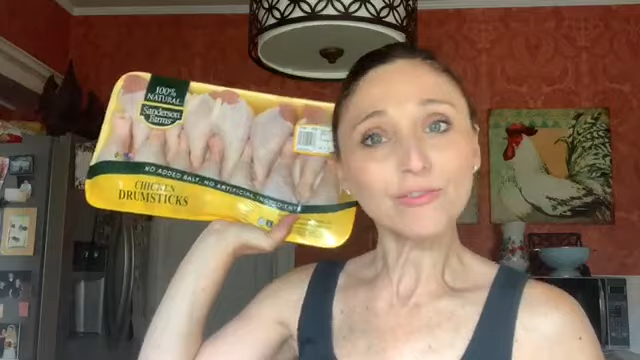 100%
NATURAL
Sanderson
Farms
NO ADDED SALT, NO ARTIFICIAL INGREDIENTS
CHICKEN
DRUMSTICKS